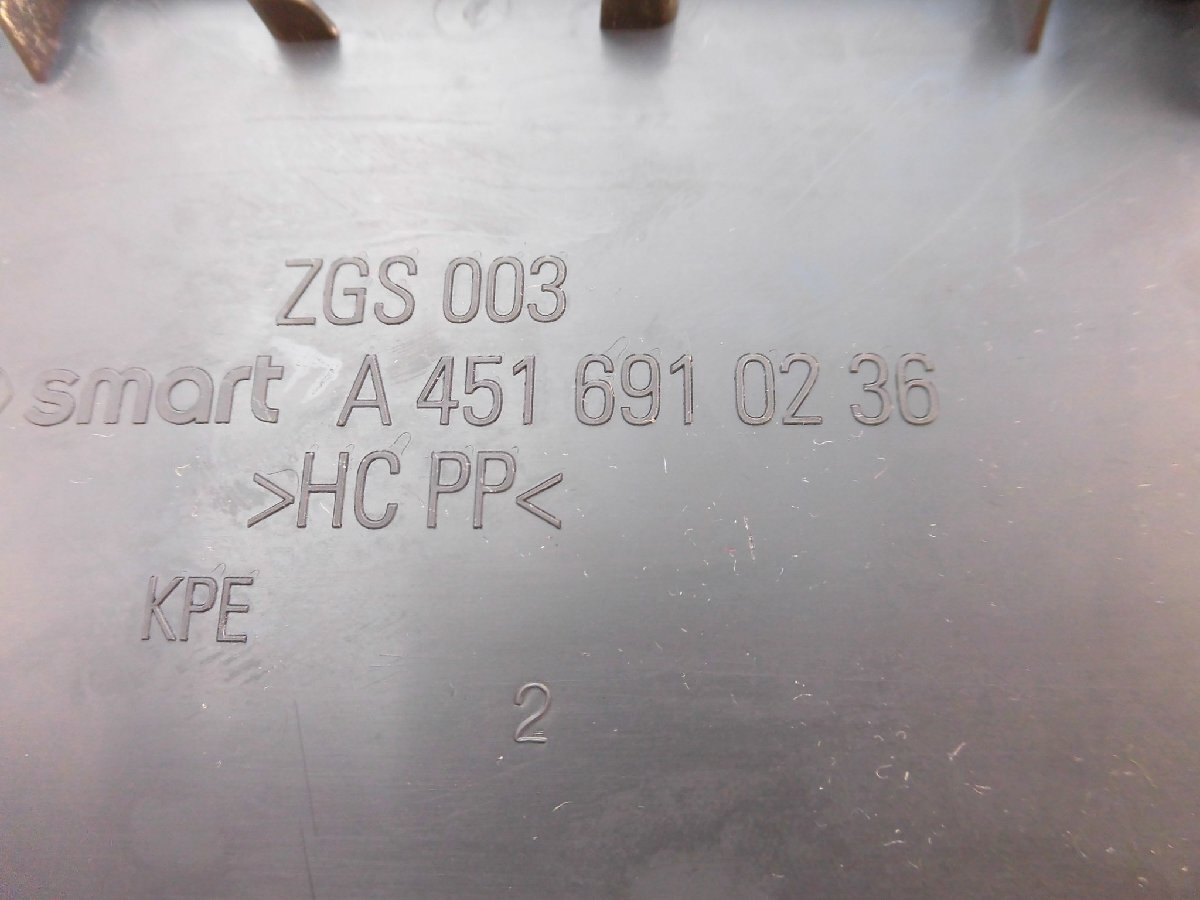 ZGS 003
smart A 451 691 02 36
>HC PP<
KPE
2